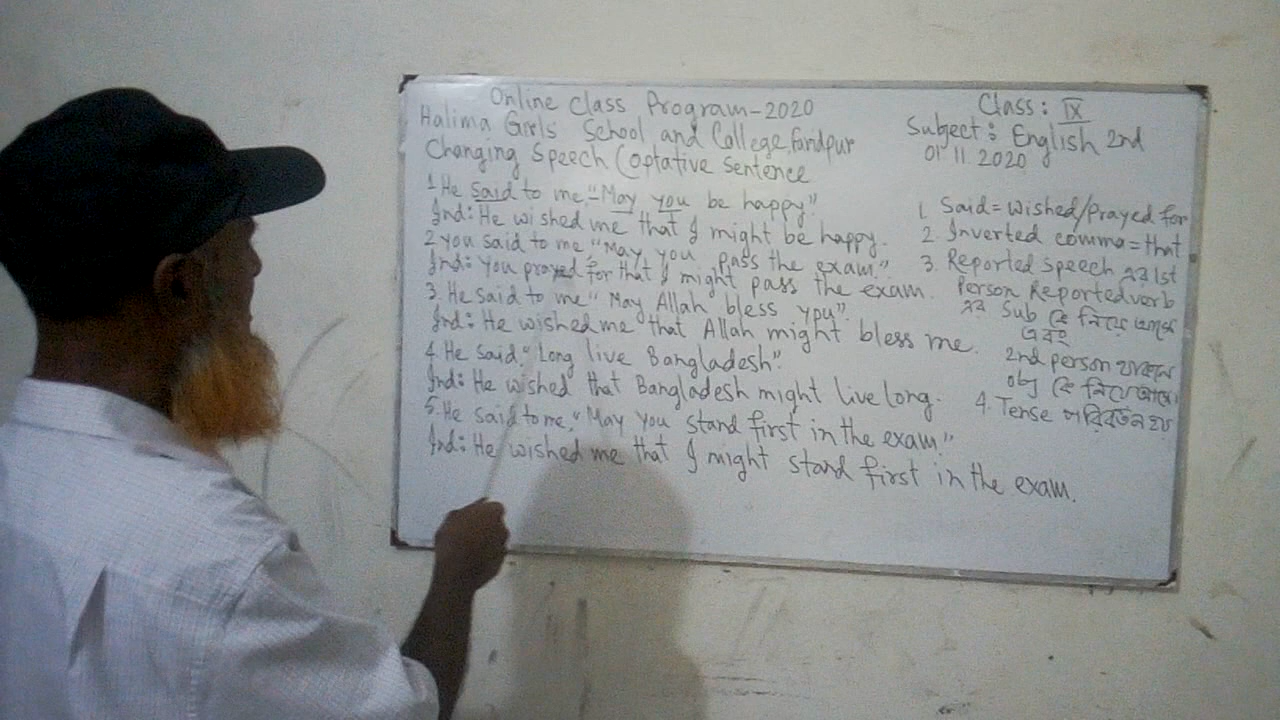 Online Class Program-2020
Halima Girls School and College, Faridpur
Changing Speech (Optative Sentence
Class: IX
Subject: English 2nd
01 11 2020
1. He said to me, "May you be happy"
Ind: He wished me that I might be happy.
2. you said to me, "May you pass the exam."
Ind: you prayed for that I might pass the exam.
3. He said to me "May Allah bless you".
Ind: He wished me that Allah might bless me.
4. He said "Long live Bangladesh".
Ind: He wished that Bangladesh might live long.
5. He said to me, "May you stand first in the exam."
Ind: He wished me that I might stand first in the exam.
1. Said = Wished/Prayed for
2. Inverted comma = that
3. Reported speech এর 1st
Person Reported verb
এর Sub কে নিয়ে আসে
এবং
2nd person থাকলে
obj কে নিয়ে আসে।
4. Tense পরিবর্তন হয়